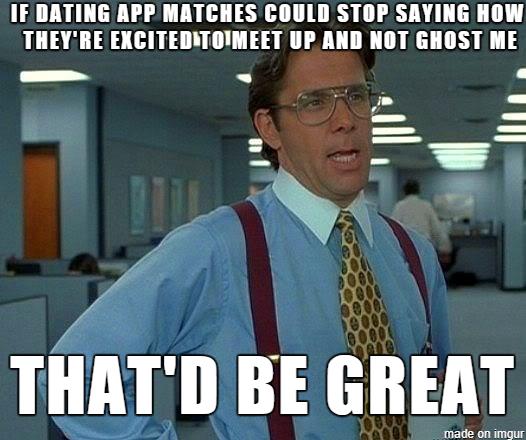 IF DATING APP MATCHES COULD STOP SAYING HOW
THEY'RE EXCITED TO MEET UP AND NOT GHOST ME
THAT'D BE GREAT
made on imgur